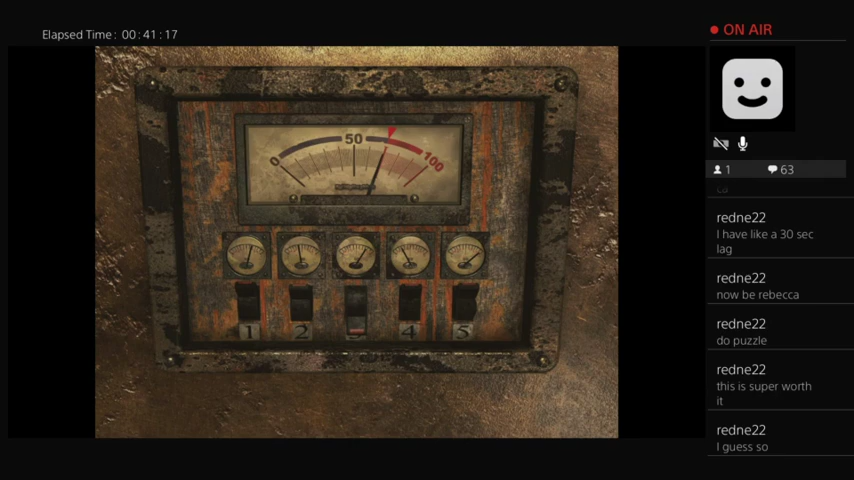 Elapsed Time: 00:41:17
ON AIR
0
50
100
1
2
4
5
1
63
redne22
I have like a 30 sec
lag
redne22
now be rebecca
redne22
do puzzle
redne22
this is super worth
it
redne22
I guess so